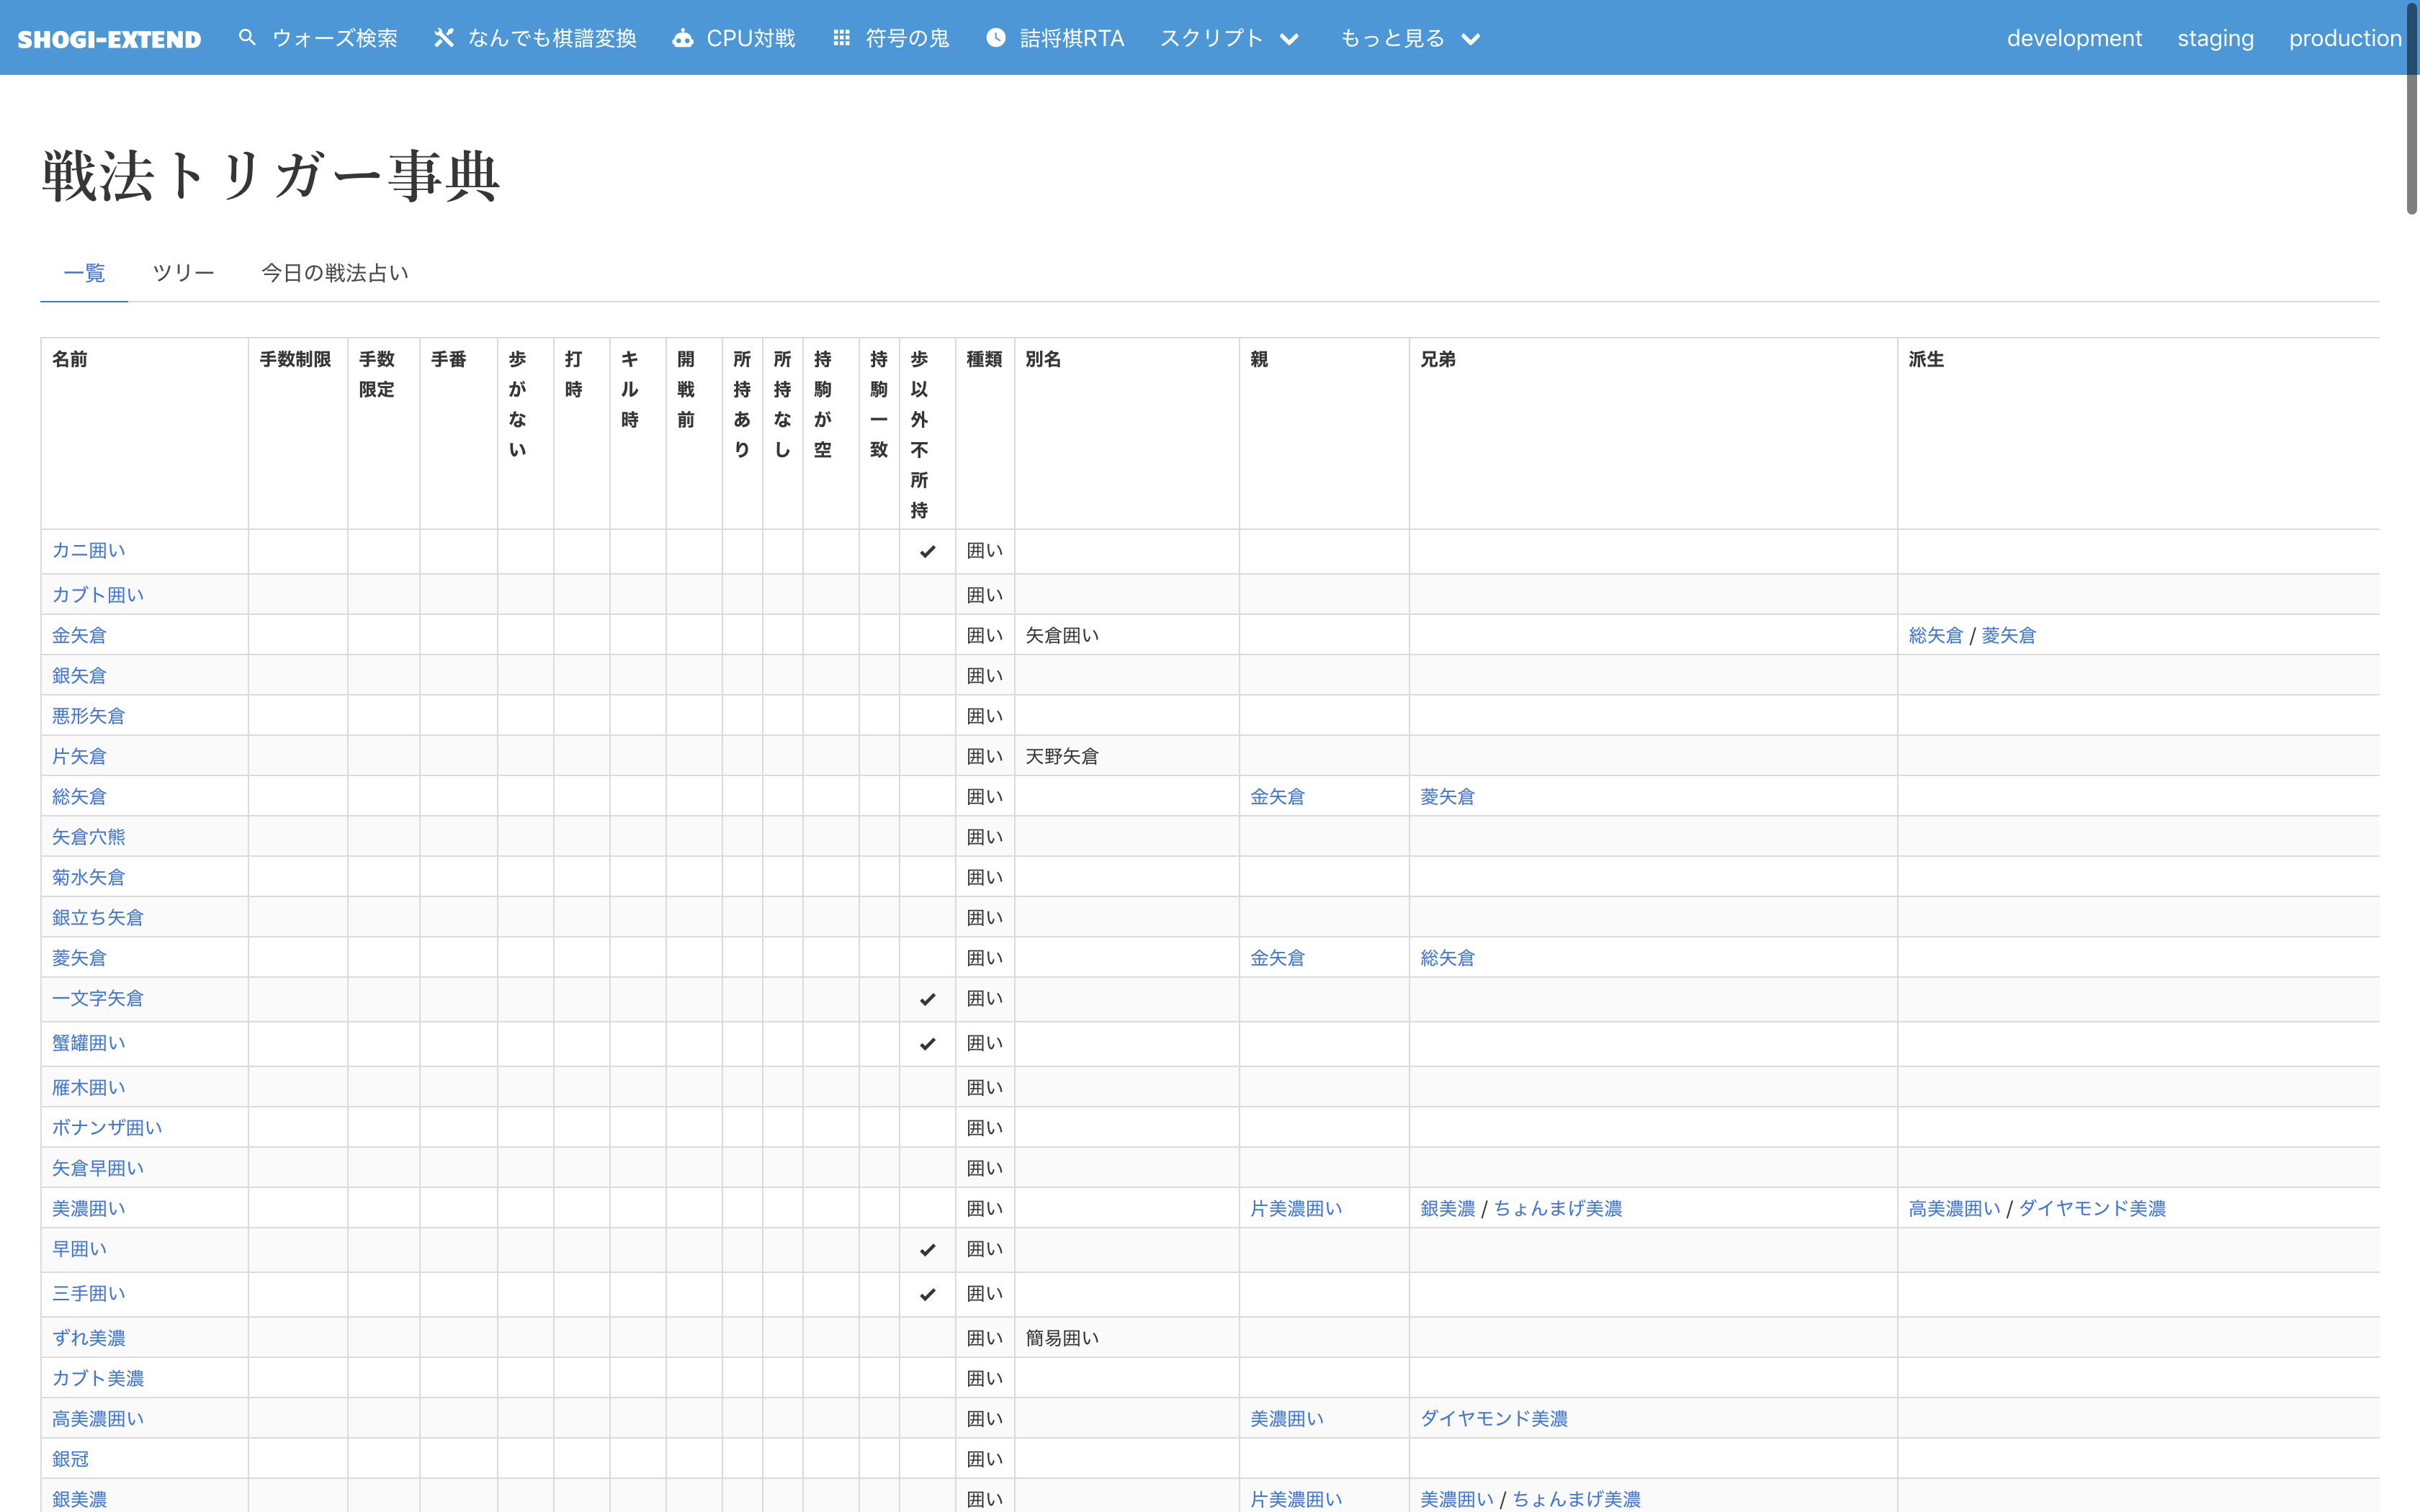 SHOGI-EXTEND ウォーズ検索 なんでも棋譜変換 CPU対戦 符号の鬼 詰将棋RTA スクリプト もっと見る development staging production
戦法トリガー事典
一覧 ツリー 今日の戦法占い
名前 手数制限 手数限定 手番 歩がない 打時 キル時 開戦前 所持あり 所持なし 持駒が空 持駒一致 歩以外不所持 種類 別名 親 兄弟 派生
カニ囲い ✔ 囲い
カブト囲い 囲い
金矢倉 囲い 矢倉囲い 総矢倉 / 菱矢倉
銀矢倉 囲い
悪形矢倉 囲い
片矢倉 囲い 天野矢倉
総矢倉 囲い 金矢倉 菱矢倉
矢倉穴熊 囲い
菊水矢倉 囲い
銀立ち矢倉 囲い
菱矢倉 囲い 金矢倉 総矢倉
一文字矢倉 ✔ 囲い
蟹罐囲い ✔ 囲い
雁木囲い 囲い
ボナンザ囲い 囲い
矢倉早囲い 囲い
美濃囲い 囲い 片美濃囲い 銀美濃 / ちょんまげ美濃 高美濃囲い / ダイヤモンド美濃
早囲い ✔ 囲い
三手囲い ✔ 囲い
ずれ美濃 囲い 簡易囲い
カブト美濃 囲い
高美濃囲い 囲い 美濃囲い ダイヤモンド美濃
銀冠 囲い
銀美濃 囲い 片美濃囲い 美濃囲い / ちょんまげ美濃